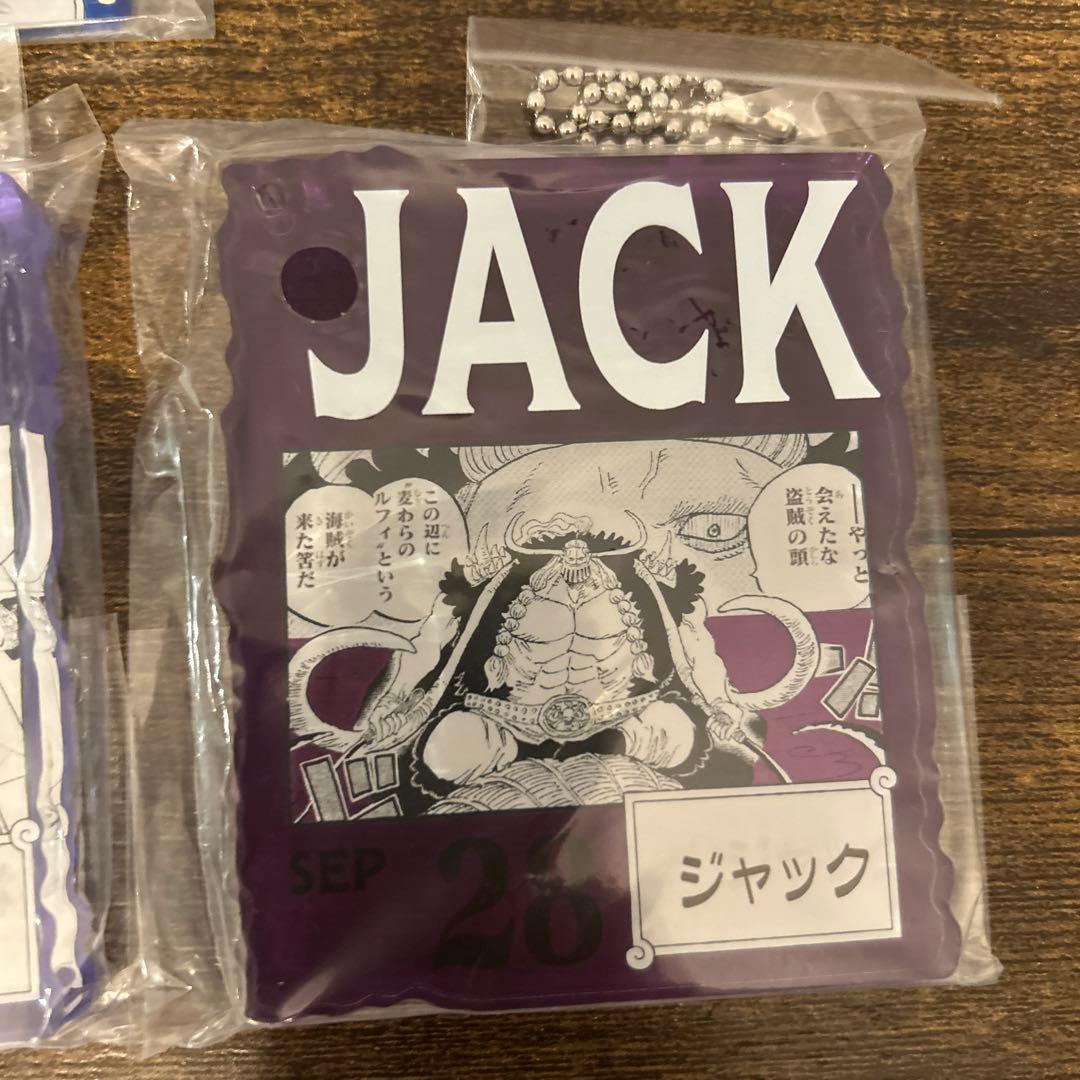 JACK
――やっと
会えたな
盗賊の頭
この辺に
"麦わらの
ルフィ"という
海賊が
来た筈だ
SEP 28
ジャック